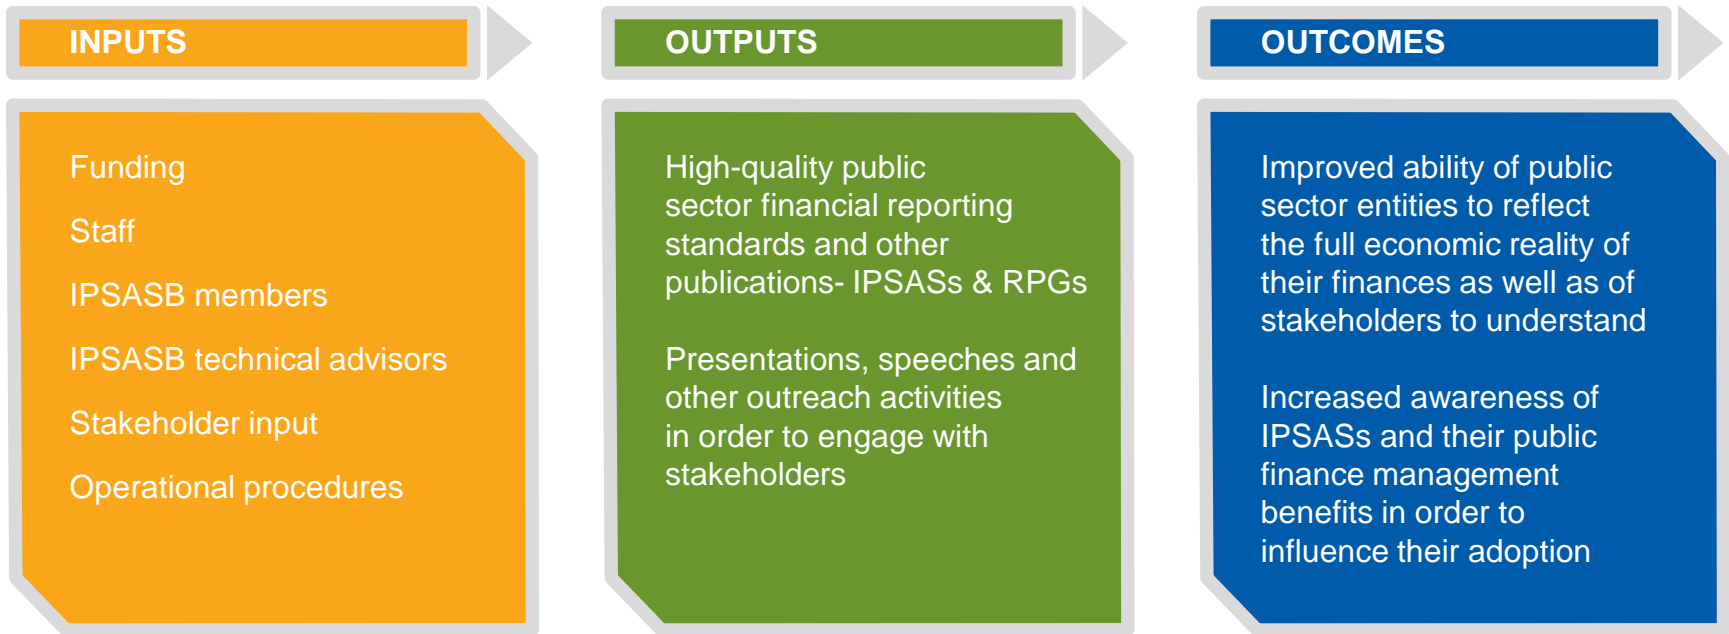 INPUTS
Funding
Staff
IPSASB members
IPSASB technical advisors
Stakeholder input
Operational procedures
OUTPUTS
High-quality public
sector financial reporting
standards and other
publications- IPSASs & RPGs
Presentations, speeches and
other outreach activities
in order to engage with
stakeholders
OUTCOMES
Improved ability of public
sector entities to reflect
the full economic reality of
their finances as well as of
stakeholders to understand
Increased awareness of
IPSASs and their public
finance management
benefits in order to
influence their adoption